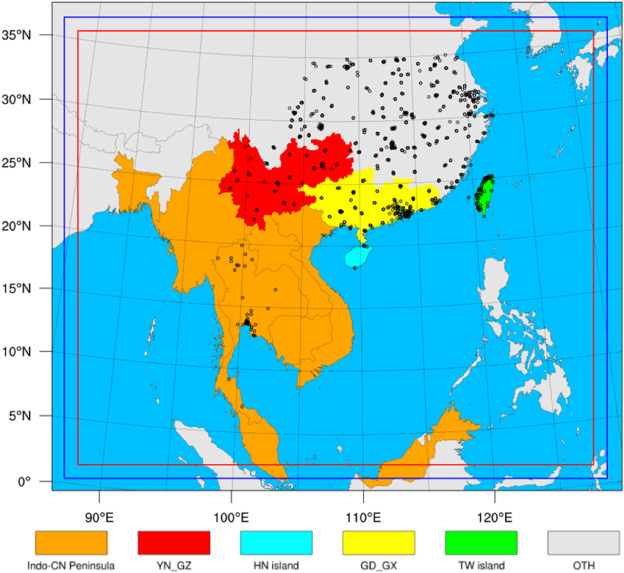 35°N
30°N
25°N
20°N
15°N
10°N
5°N
0°
90°E
100°E
110°E
120°E
Indo-CN Peninsula
YN_GZ
HN island
GD_GX
TW island
OTH